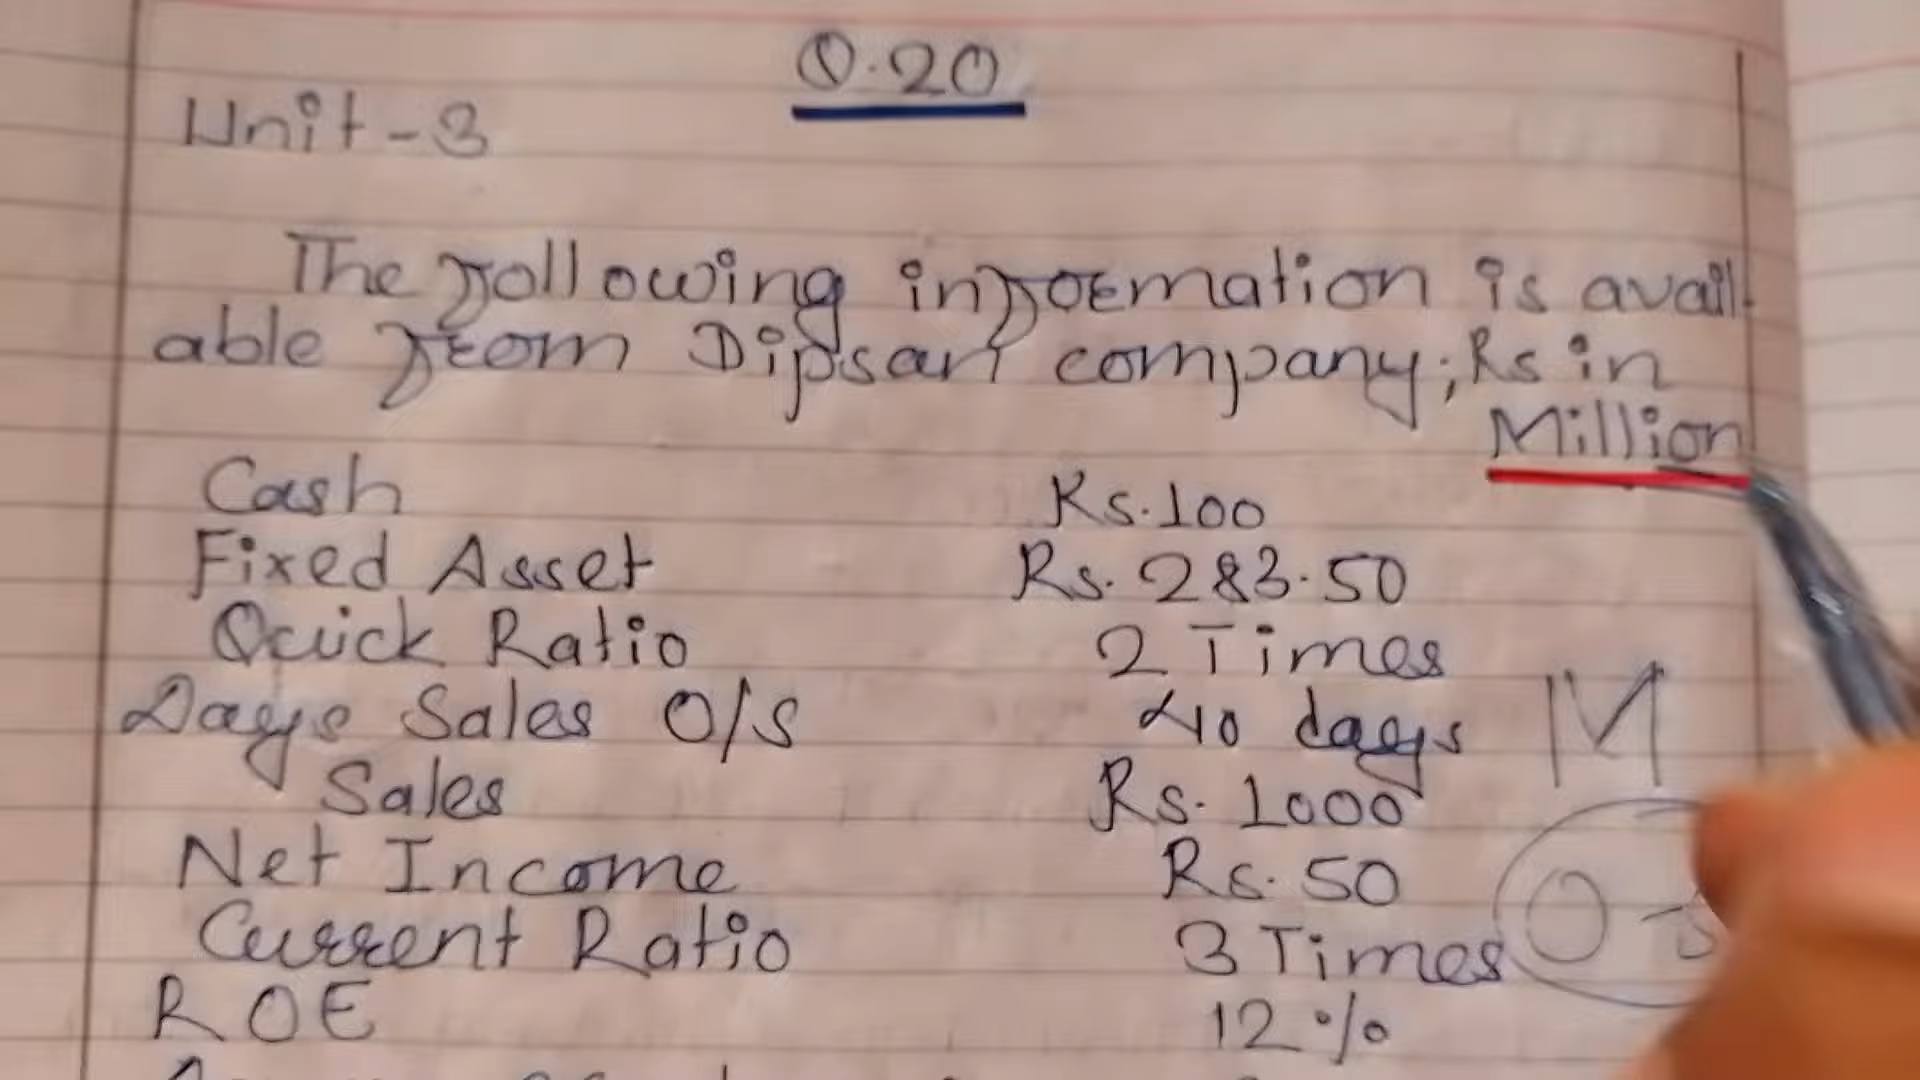 Q.20
Unit-3
The following information is avail
able from Dipsan company; Rs in
Million
Cash Rs. 100
Fixed Asset Rs. 283.50
Quick Ratio 2 Times
Days Sales O/S 40 days
M
Sales Rs. 1000
Net Income Rs. 50
Current Ratio 3 Times
ROE 12%